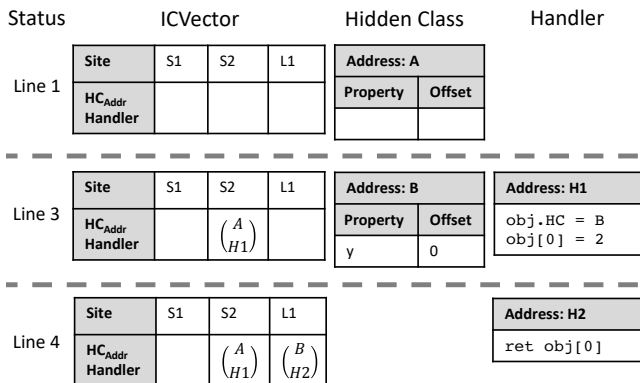 Status ICVector Hidden Class Handler
Line 1
Site S1 S2 L1
HCAddr
Handler
Address: A
Property Offset
Line 3
Site S1 S2 L1
HCAddr
Handler
(A
H1)
Address: B
Property Offset
y 0
Address: H1
obj.HC = B
obj[0] = 2
Line 4
Site S1 S2 L1
HCAddr
Handler
(A
H1)
(B
H2)
Address: H2
ret obj[0]